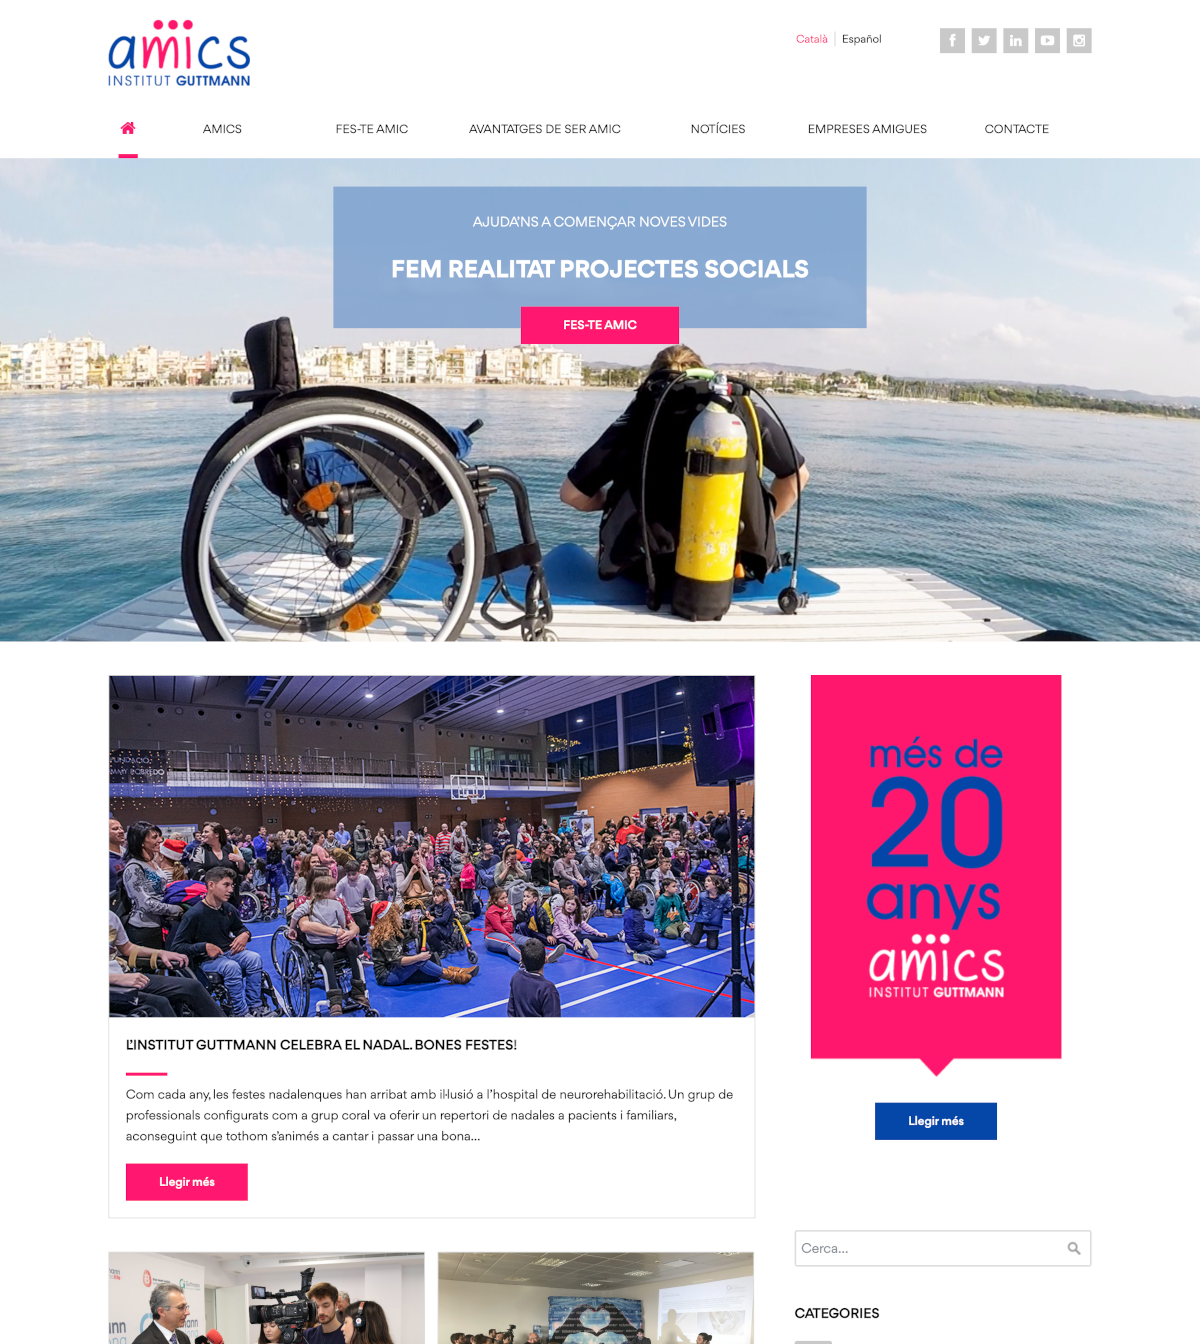 amics
INSTITUT GUTTMANN
Català
Español
AMICS
FES-TE AMIC
AVANTATGES DE SER AMIC
NOTÍCIES
EMPRESES AMIGUES
CONTACTE
AJUDA'NS A COMENÇAR NOVES VIDES
FEM REALITAT PROJECTES SOCIALS
FES-TE AMIC
més de
20
anys
amics
INSTITUT GUTTMANN
Llegir més
L'INSTITUT GUTTMANN CELEBRA EL NADAL. BONES FESTES!
Com cada any, les festes nadalenques han arribat amb il·lusió a l'hospital de neurorehabilitació. Un grup de
professionals configurats com a grup coral va oferir un repertori de nadales a pacients i familiars,
aconseguint que tothom s'animés a cantar i passar una bona...
Llegir més
Cerca...
CATEGORIES